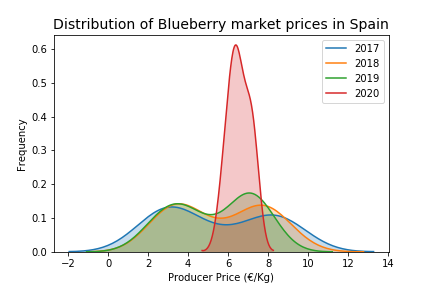 Distribution of Blueberry market prices in Spain
2017
2018
2019
2020
Frequency
0.6
0.5
0.4
0.3
0.2
0.1
0.0
−2 0 2 4 6 8 10 12 14
Producer Price (€/Kg)